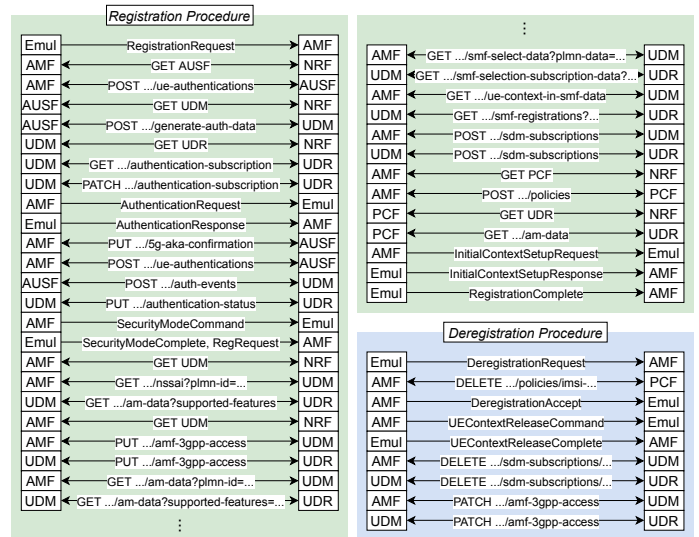 Registration Procedure
Emul RegistrationRequest AMF
AMF GET AUSF NRF
AMF POST .../ue-authentications AUSF
AUSF GET UDM NRF
AUSF POST .../generate-auth-data UDM
UDM GET UDR NRF
UDM GET .../authentication-subscription UDR
UDM PATCH .../authentication-subscription UDR
AMF AuthenticationRequest Emul
Emul AuthenticationResponse AMF
AMF PUT .../5g-aka-confirmation AUSF
AMF POST .../ue-authentications AUSF
AUSF POST .../auth-events UDM
UDM PUT .../authentication-status UDR
AMF SecurityModeCommand Emul
Emul SecurityModeComplete, RegRequest AMF
AMF GET UDM NRF
AMF GET .../nssai?plmn-id=... UDM
UDM GET .../am-data?supported-features UDR
AMF GET UDM NRF
AMF PUT .../amf-3gpp-access UDM
UDM PUT .../amf-3gpp-access UDR
AMF GET .../am-data?plmn-id=... UDM
UDM GET .../am-data?supported-features=... UDR
⋮
⋮
AMF GET .../smf-select-data?plmn-data=... UDM
UDM GET .../smf-selection-subscription-data?... UDR
AMF GET .../ue-context-in-smf-data UDM
UDM GET .../smf-registrations?... UDR
AMF POST .../sdm-subscriptions UDM
UDM POST .../sdm-subscriptions UDR
AMF GET PCF NRF
AMF POST .../policies PCF
PCF GET UDR NRF
PCF GET .../am-data UDR
AMF InitialContextSetupRequest Emul
Emul InitialContextSetupResponse AMF
Emul RegistrationComplete AMF
Deregistration Procedure
Emul DeregistrationRequest AMF
AMF DELETE .../policies/imsi-... PCF
AMF DeregistrationAccept Emul
AMF UEContextReleaseCommand Emul
Emul UEContextReleaseComplete AMF
AMF DELETE .../sdm-subscriptions/... UDM
UDM DELETE .../sdm-subscriptions/... UDR
AMF PATCH .../amf-3gpp-access UDM
UDM PATCH .../amf-3gpp-access UDR